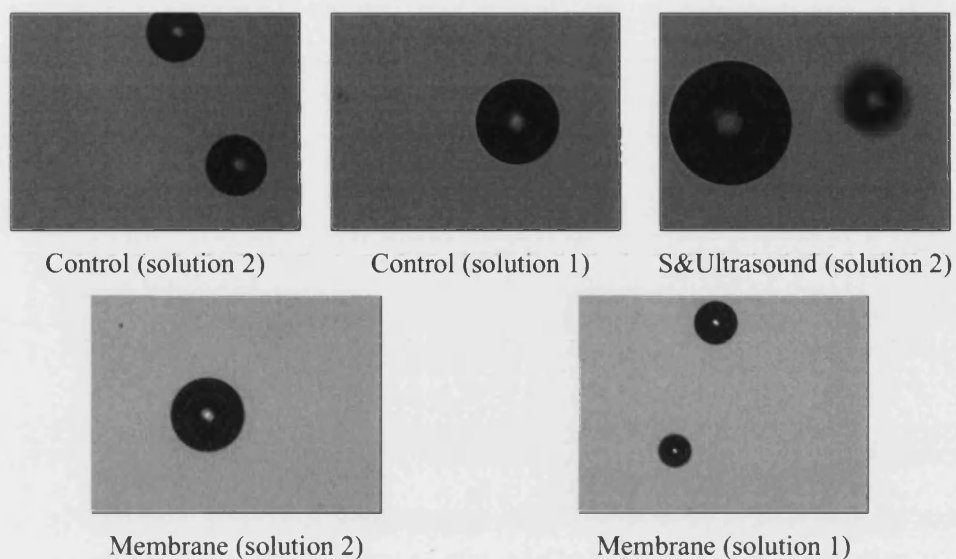 Control (solution 2)
Control (solution 1)
S&Ultrasound (solution 2)
Membrane (solution 2)
Membrane (solution 1)